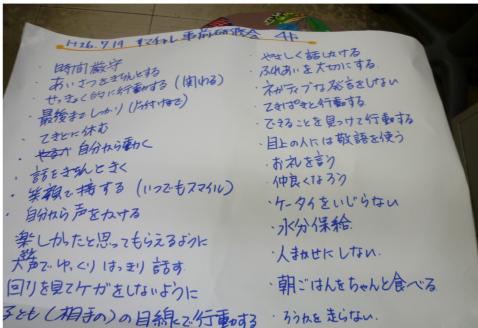 H26.7.19 サマチャレ 事前研修会 4下
・時間厳守
・あいさつをきちんとする
・せっきょく的に行動する(関わる)
・最後まで しっかり(片付けまで)
・てきどに休む
・自分から動く
・話をきちんときく
・笑顔で接する(いつでもスマイル)
・自分から声をかける
楽しかったと思ってもらえるように
大声でゆっくり はっきり 話す
回りを見てケガをしないように
子ども(相手の)の目線で行動する
・やさしく話しかける
・ふれあいを大切にする
・ネガティブな発言をしない
・てきぱきと行動する
・できることを見つけて行動する
・目上の人には敬語を使う
・お礼を言う
・仲良くなろう
・ケータイをいじらない
・水分保給
・人まかせにしない
・朝ごはんをちゃんと食べる
・ろうかを走らない